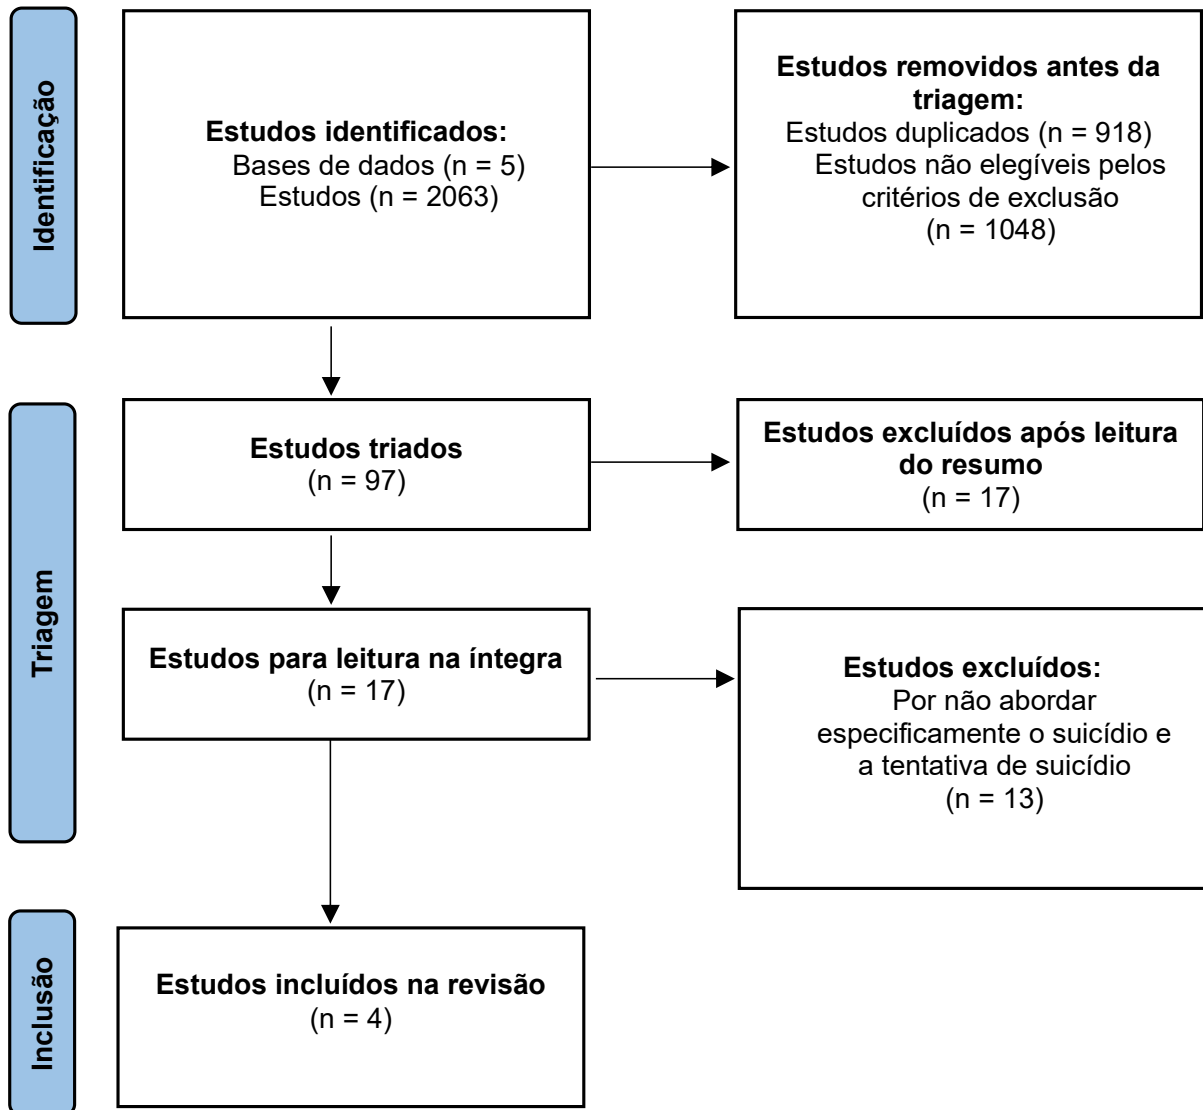 Identificação
Estudos identificados:
Bases de dados (n = 5)
Estudos (n = 2063)
Estudos removidos antes da
triagem:
Estudos duplicados (n = 918)
Estudos não elegíveis pelos
critérios de exclusão
(n = 1048)
Triagem
Estudos triados
(n = 97)
Estudos excluídos após leitura
do resumo
(n = 17)
Estudos para leitura na íntegra
(n = 17)
Estudos excluídos:
Por não abordar
especificamente o suicídio e
a tentativa de suicídio
(n = 13)
Inclusão
Estudos incluídos na revisão
(n = 4)